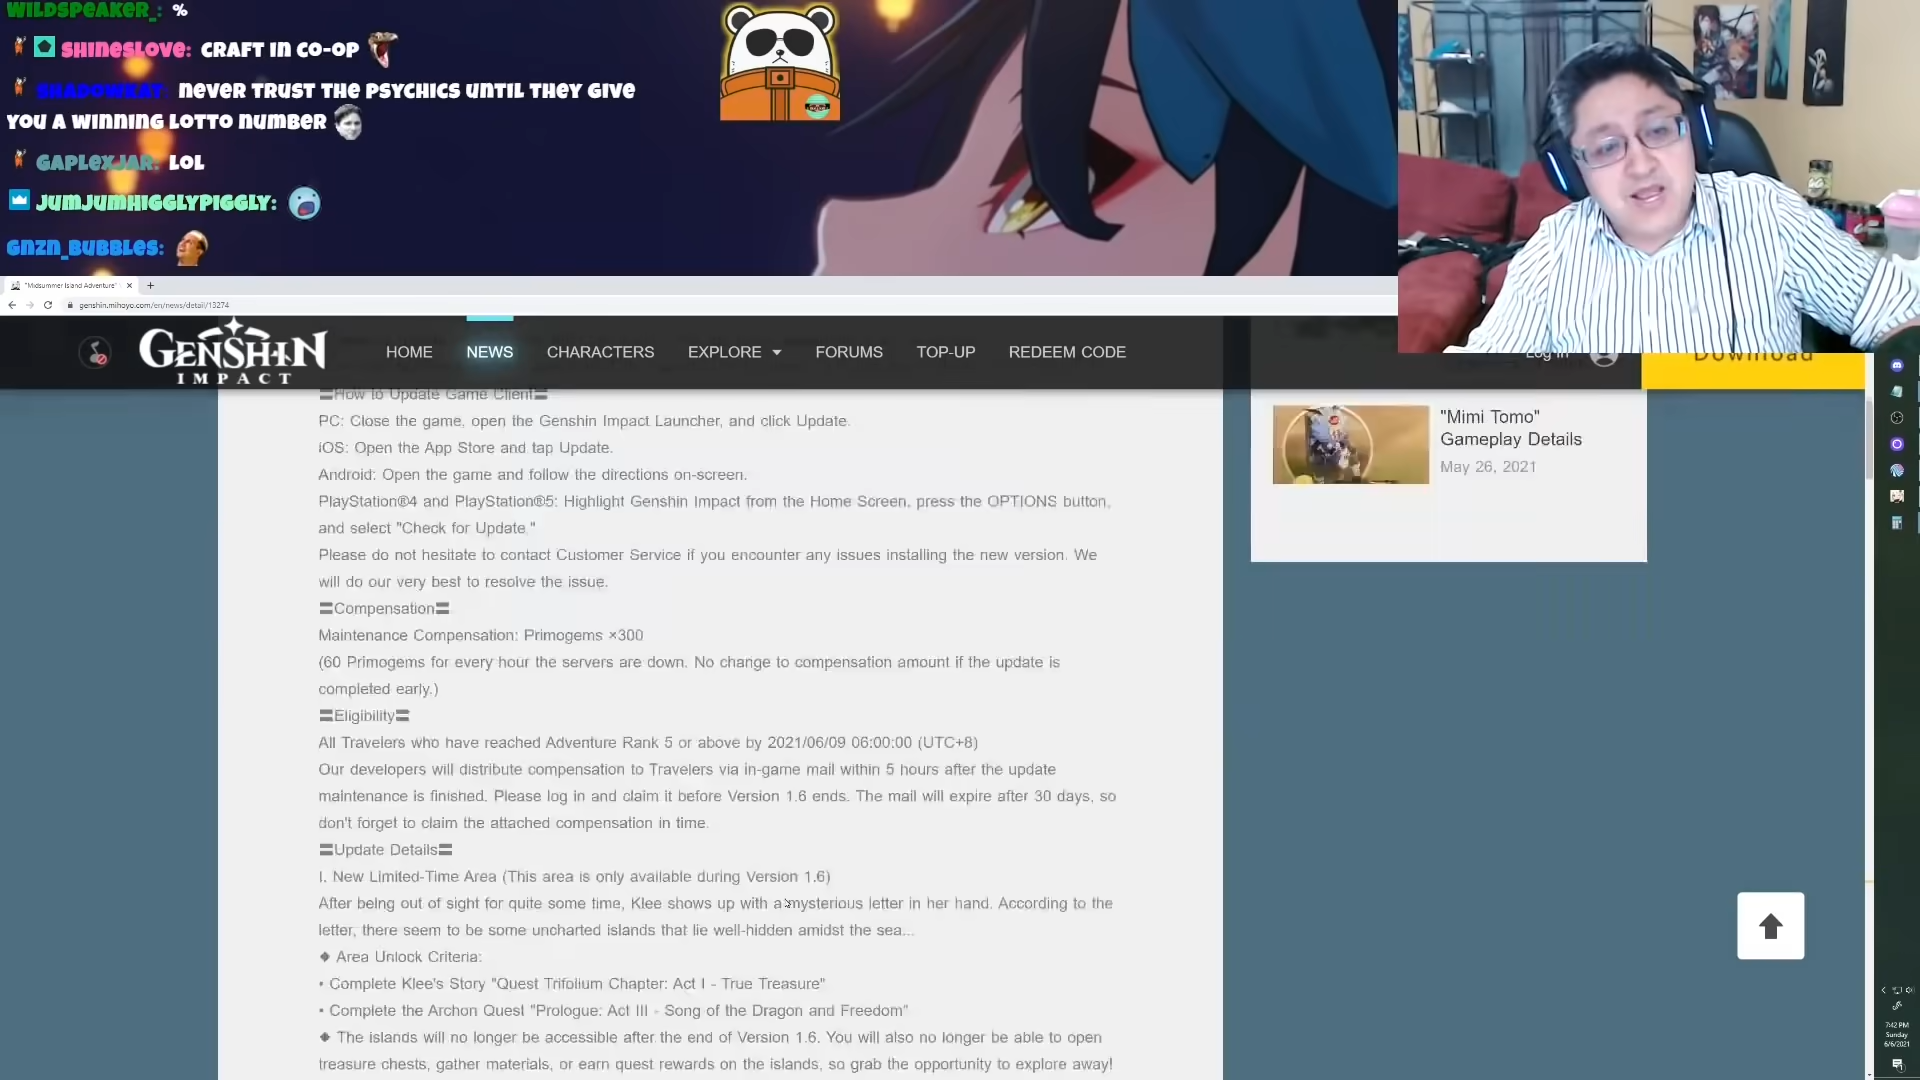 WILDSPEAKER_: %
SHINESLOVE: CRAFT IN CO-OP
SHADOWKAT: NEVER TRUST THE PSYCHICS UNTIL THEY GIVE
YOU A WINNING LOTTO NUMBER
GAPLEXJAR: LOL
JUMJUMHIGGLYPIGGLY:
GNZN_BUBBLES:
"Midsummer Island Adventure"
genshin.mihoyo.com/en/news/detail/13274
GENSHIN
IMPACT
HOME
NEWS
CHARACTERS
EXPLORE
FORUMS
TOP-UP
REDEEM CODE
Log In
Download
〓How to Update Game Client〓
PC: Close the game, open the Genshin Impact Launcher, and click Update.
iOS: Open the App Store and tap Update.
Android: Open the game and follow the directions on-screen.
PlayStation®4 and PlayStation®5: Highlight Genshin Impact from the Home Screen, press the OPTIONS button,
and select "Check for Update."
Please do not hesitate to contact Customer Service if you encounter any issues installing the new version. We
will do our very best to resolve the issue.
〓Compensation〓
Maintenance Compensation: Primogems ×300
(60 Primogems for every hour the servers are down. No change to compensation amount if the update is
completed early.)
〓Eligibility〓
All Travelers who have reached Adventure Rank 5 or above by 2021/06/09 06:00:00 (UTC+8)
Our developers will distribute compensation to Travelers via in-game mail within 5 hours after the update
maintenance is finished. Please log in and claim it before Version 1.6 ends. The mail will expire after 30 days, so
don't forget to claim the attached compensation in time.
〓Update Details〓
I. New Limited-Time Area (This area is only available during Version 1.6)
After being out of sight for quite some time, Klee shows up with a mysterious letter in her hand. According to the
letter, there seem to be some uncharted islands that lie well-hidden amidst the sea...
◆ Area Unlock Criteria:
• Complete Klee's Story "Quest Trifolium Chapter: Act I - True Treasure"
• Complete the Archon Quest "Prologue: Act III - Song of the Dragon and Freedom"
◆ The islands will no longer be accessible after the end of Version 1.6. You will also no longer be able to open
treasure chests, gather materials, or earn quest rewards on the islands, so grab the opportunity to explore away!
"Mimi Tomo"
Gameplay Details
May 26, 2021
7:42 PM
Sunday
6/6/2021